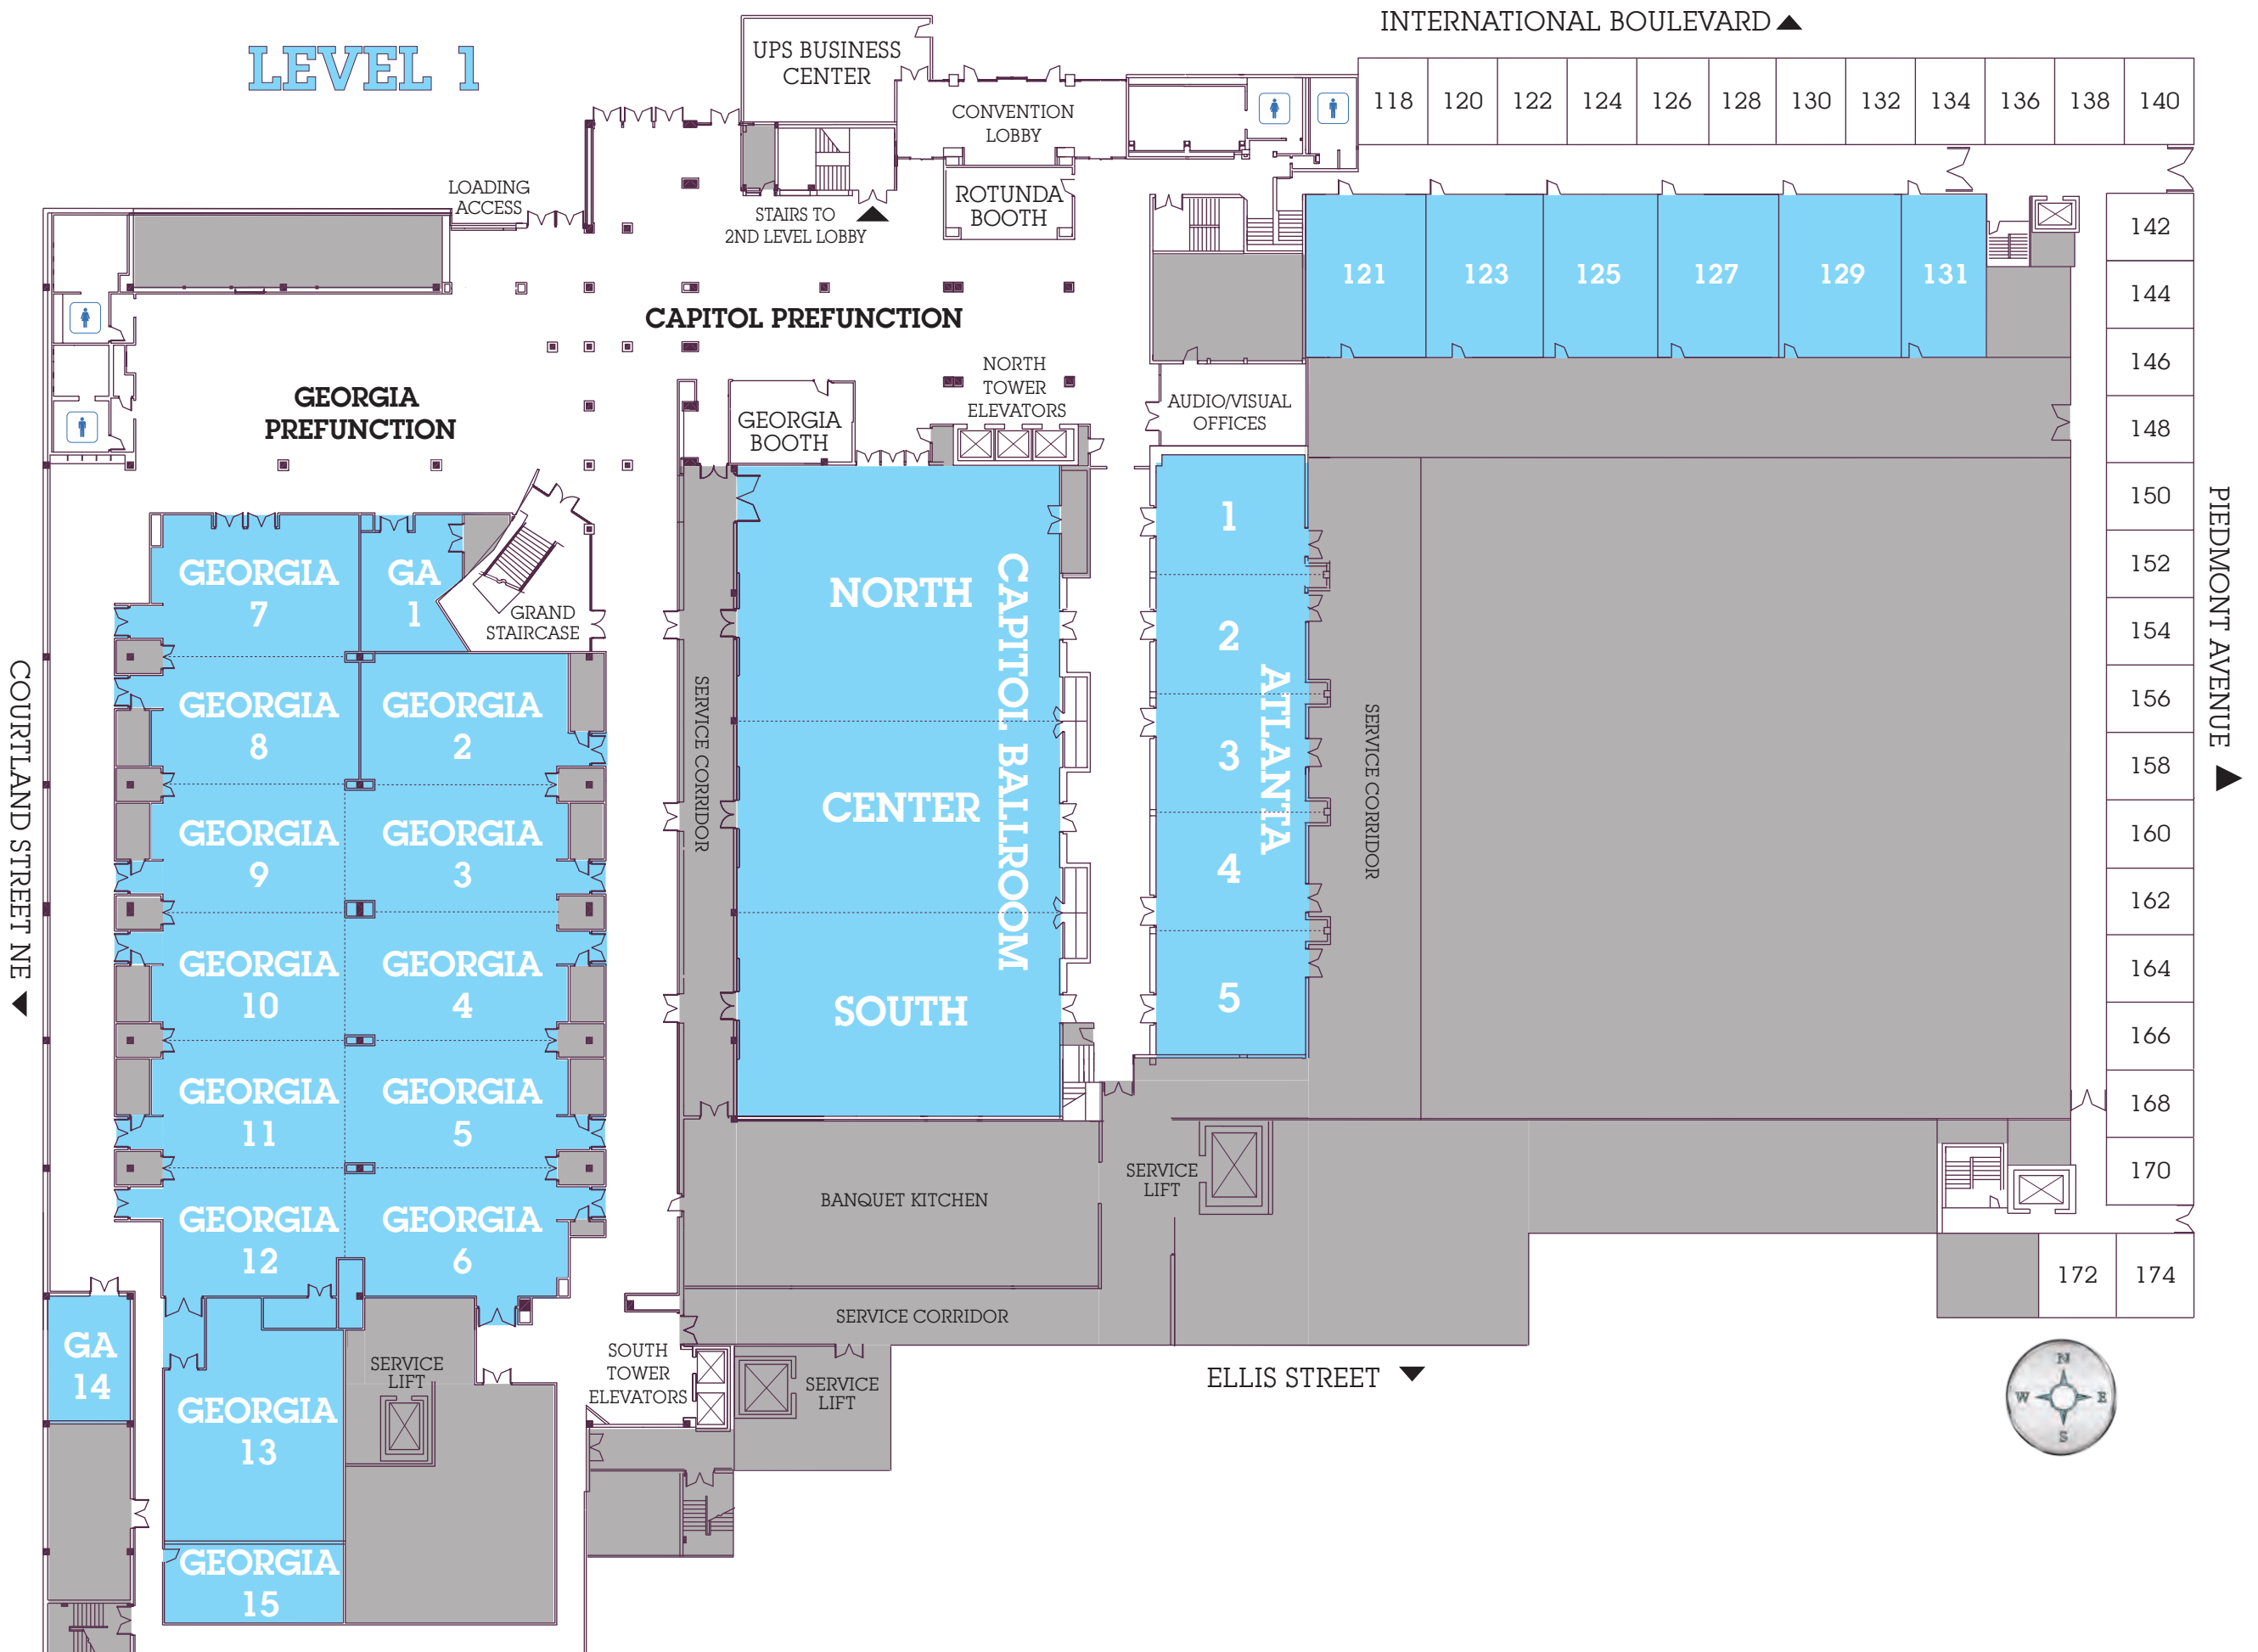 INTERNATIONAL BOULEVARD
LEVEL 1
UPS BUSINESS
CENTER
CONVENTION
LOBBY
118 120 122 124 126 128 130 132 134 136 138 140
LOADING
ACCESS
STAIRS TO
2ND LEVEL LOBBY
ROTUNDA
BOOTH
121 123 125 127 129 131
CAPITOL PREFUNCTION
GEORGIA
PREFUNCTION
NORTH
TOWER
ELEVATORS
GEORGIA
BOOTH
AUDIO/VISUAL
OFFICES
142
144
146
148
150
152
154
156
158
160
162
164
166
168
170
172 174
PIEDMONT AVENUE
COURTLAND STREET NE
GEORGIA
7
GA
1
GRAND
STAIRCASE
GEORGIA
8
GEORGIA
2
GEORGIA
9
GEORGIA
3
GEORGIA
10
GEORGIA
4
GEORGIA
11
GEORGIA
5
GEORGIA
12
GEORGIA
6
GA
14
GEORGIA
13
GEORGIA
15
SERVICE
LIFT
SERVICE CORRIDOR
NORTH
CENTER
SOUTH
CAPITOL BALLROOM
1
2
3
4
5
ATLANTA
SERVICE CORRIDOR
BANQUET KITCHEN
SERVICE
LIFT
SERVICE CORRIDOR
SOUTH
TOWER
ELEVATORS
SERVICE
LIFT
ELLIS STREET
N
W E
S